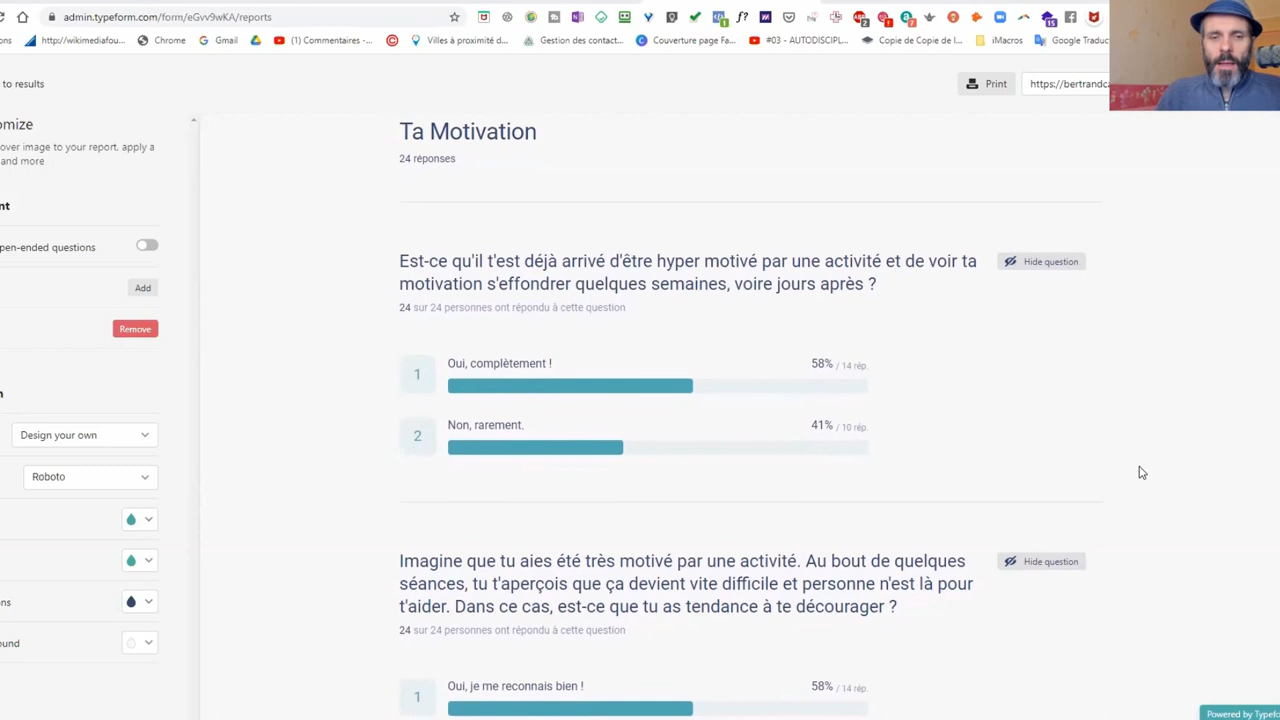 admin.typeform.com/form/eGvv9wKA/reports
http://wikimediafou...
Chrome
Gmail
(1) Commentaires -...
Villes à proximité d...
Gestion des contact...
Couverture page Fa...
#03 - AUTODISCIPL...
Copie de Copie de l...
iMacros
Google Traduc
to results
Print
https://bertrandca
omize
over image to your report, apply a
and more
nt
pen-ended questions
Add
Remove
n
Design your own
Roboto
ons
ound
Ta Motivation
24 réponses
Est-ce qu'il t'est déjà arrivé d'être hyper motivé par une activité et de voir ta
motivation s'effondrer quelques semaines, voire jours après ?
Hide question
24 sur 24 personnes ont répondu à cette question
1
Oui, complètement !
58% / 14 rép.
2
Non, rarement.
41% / 10 rép.
Imagine que tu aies été très motivé par une activité. Au bout de quelques
séances, tu t'aperçois que ça devient vite difficile et personne n'est là pour
t'aider. Dans ce cas, est-ce que tu as tendance à te décourager ?
Hide question
24 sur 24 personnes ont répondu à cette question
1
Oui, je me reconnais bien !
58% / 14 rép.
Powered by Typefo